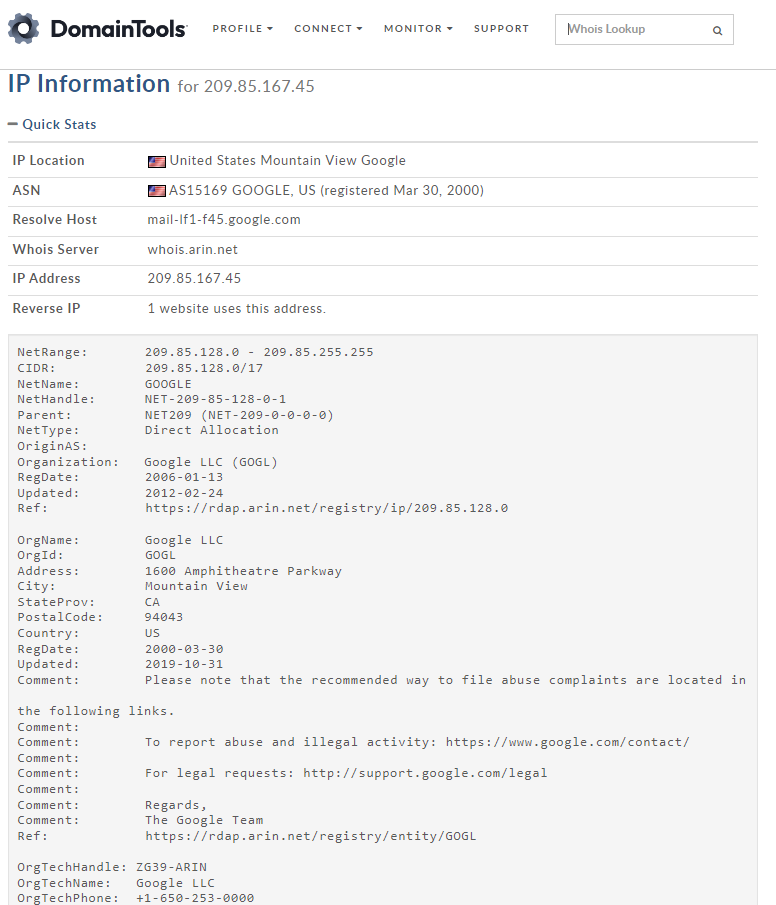 DomainTools PROFILE CONNECT MONITOR SUPPORT Whois Lookup
IP Information for 209.85.167.45
Quick Stats
IP Location United States Mountain View Google
ASN AS15169 GOOGLE, US (registered Mar 30, 2000)
Resolve Host mail-lf1-f45.google.com
Whois Server whois.arin.net
IP Address 209.85.167.45
Reverse IP 1 website uses this address.
NetRange: 209.85.128.0 - 209.85.255.255
CIDR: 209.85.128.0/17
NetName: GOOGLE
NetHandle: NET-209-85-128-0-1
Parent: NET209 (NET-209-0-0-0-0)
NetType: Direct Allocation
OriginAS:
Organization: Google LLC (GOGL)
RegDate: 2006-01-13
Updated: 2012-02-24
Ref: https://rdap.arin.net/registry/ip/209.85.128.0
OrgName: Google LLC
OrgId: GOGL
Address: 1600 Amphitheatre Parkway
City: Mountain View
StateProv: CA
PostalCode: 94043
Country: US
RegDate: 2000-03-30
Updated: 2019-10-31
Comment: Please note that the recommended way to file abuse complaints are located in
the following links.
Comment:
Comment: To report abuse and illegal activity: https://www.google.com/contact/
Comment:
Comment: For legal requests: http://support.google.com/legal
Comment:
Comment: Regards,
Comment: The Google Team
Ref: https://rdap.arin.net/registry/entity/GOGL
OrgTechHandle: ZG39-ARIN
OrgTechName: Google LLC
OrgTechPhone: +1-650-253-0000